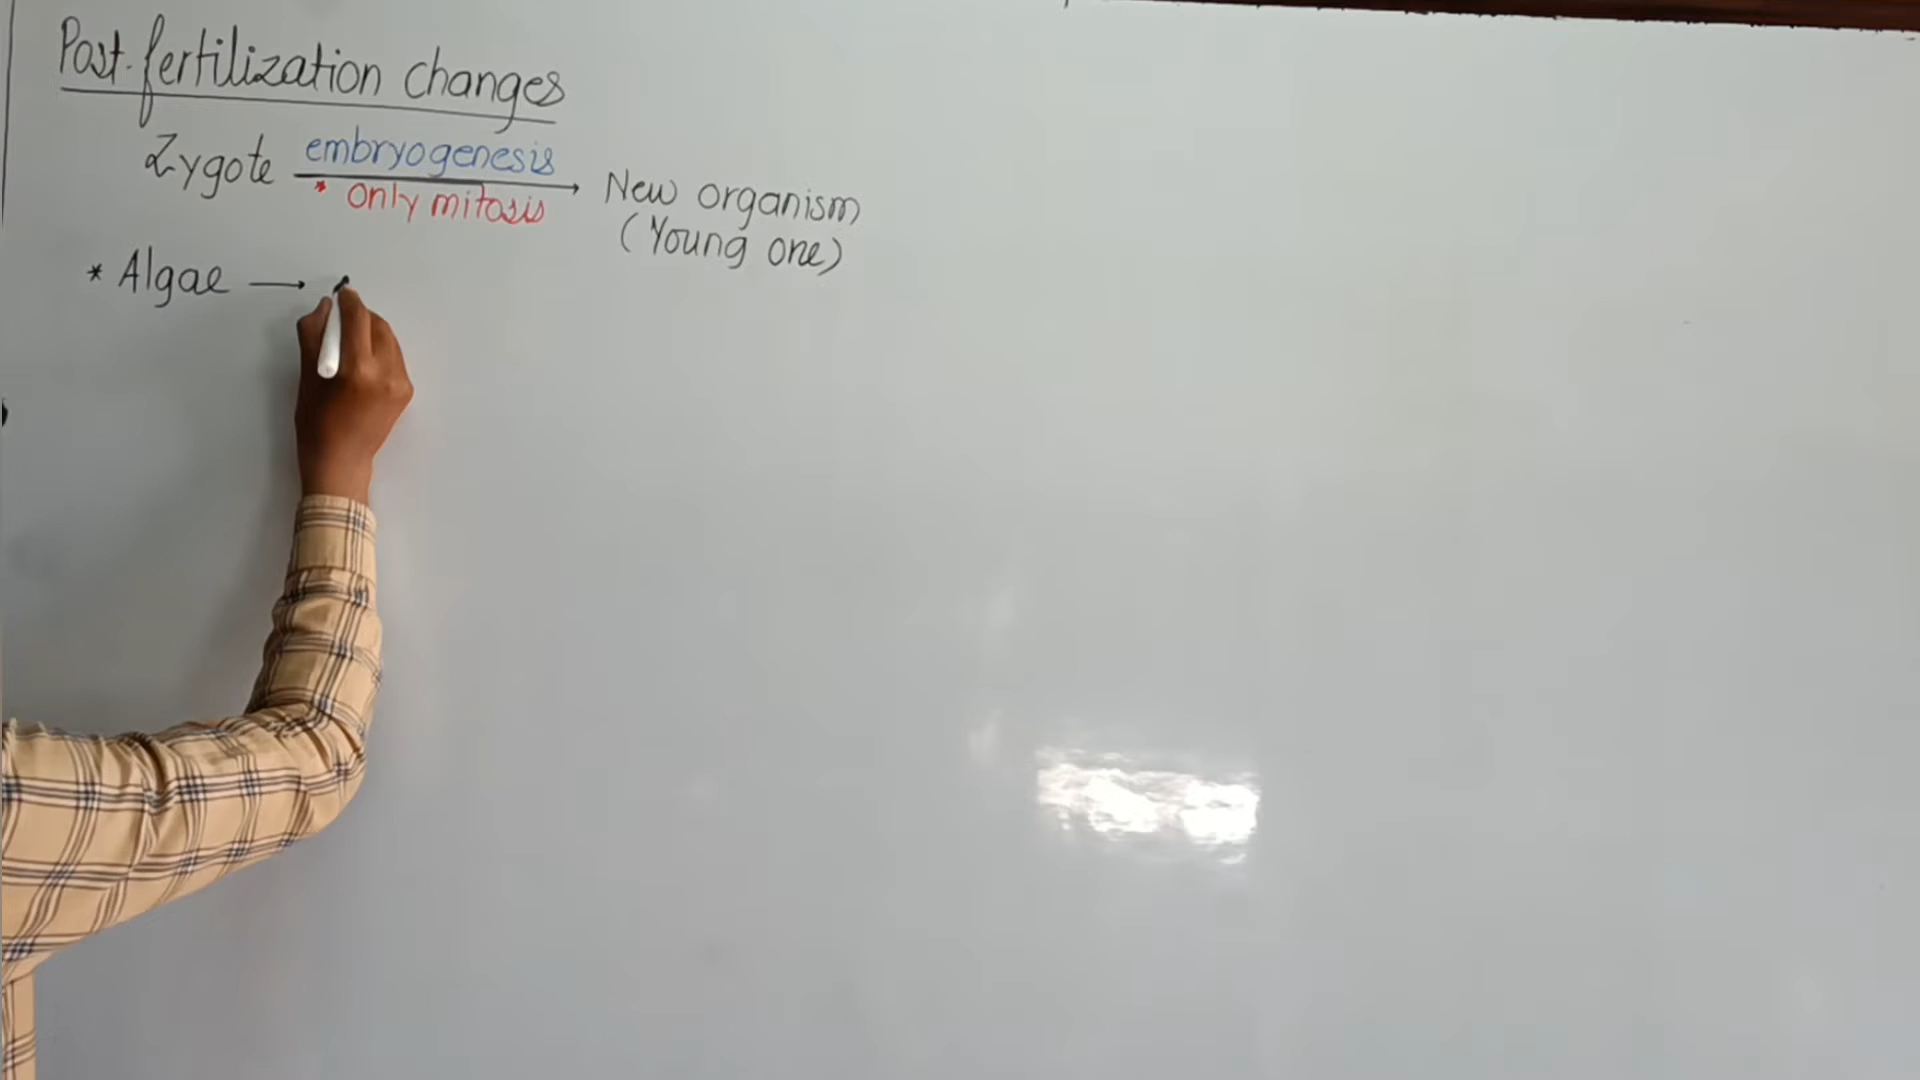 Post-fertilization changes
Zygote embryogenesis → New organism
* only mitosis
(Young one)
* Algae →